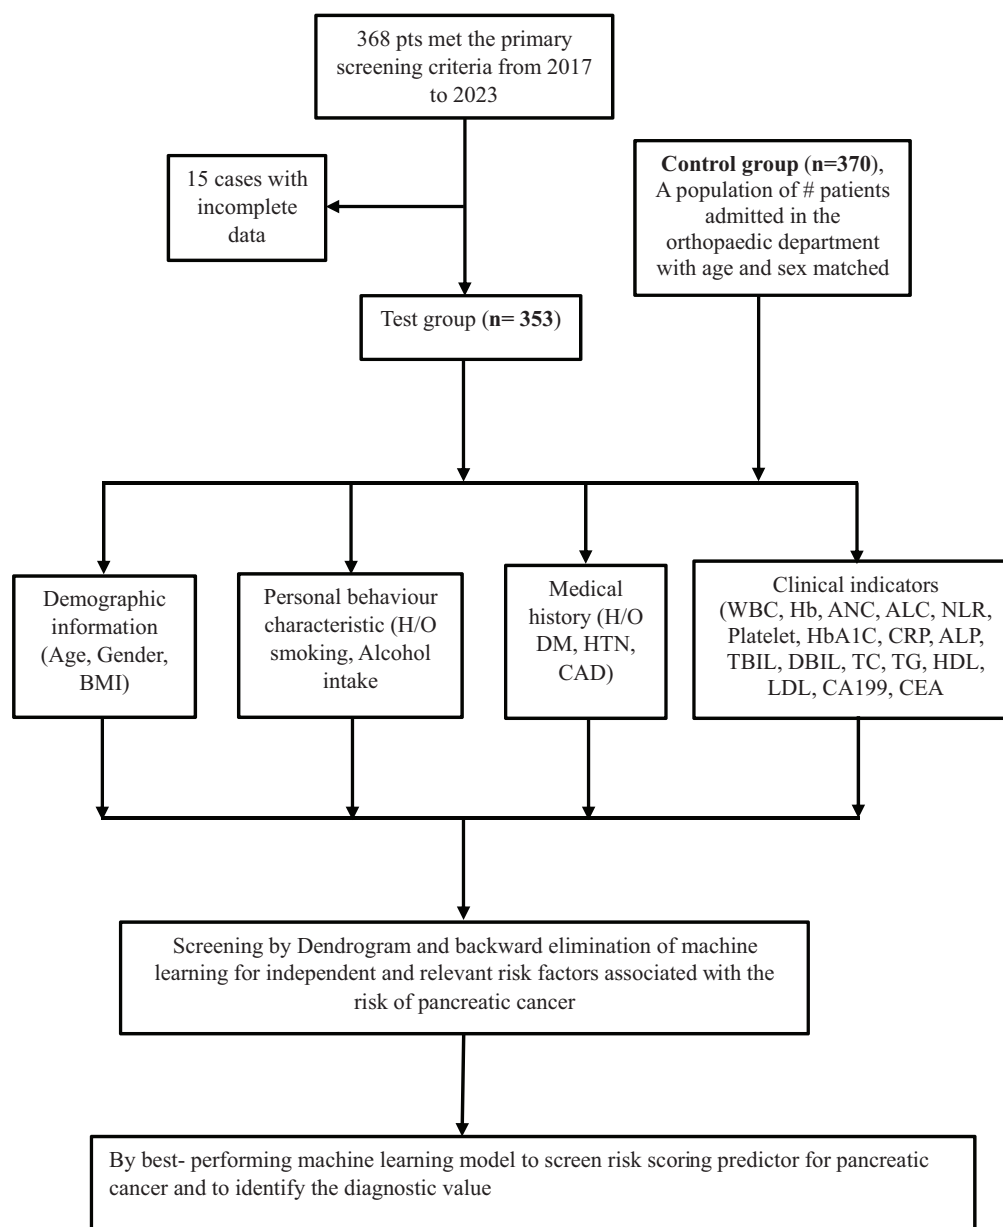 368 pts met the primary
screening criteria from 2017
to 2023
15 cases with
incomplete
data
Control group (n=370),
A population of # patients
admitted in the
orthopaedic department
with age and sex matched
Test group (n= 353)
Demographic
information
(Age, Gender,
BMI)
Personal behaviour
characteristic (H/O
smoking, Alcohol
intake
Medical
history (H/O
DM, HTN,
CAD)
Clinical indicators
(WBC, Hb, ANC, ALC, NLR,
Platelet, HbA1C, CRP, ALP,
TBIL, DBIL, TC, TG, HDL,
LDL, CA199, CEA
Screening by Dendrogram and backward elimination of machine
learning for independent and relevant risk factors associated with the
risk of pancreatic cancer
By best- performing machine learning model to screen risk scoring predictor for pancreatic
cancer and to identify the diagnostic value